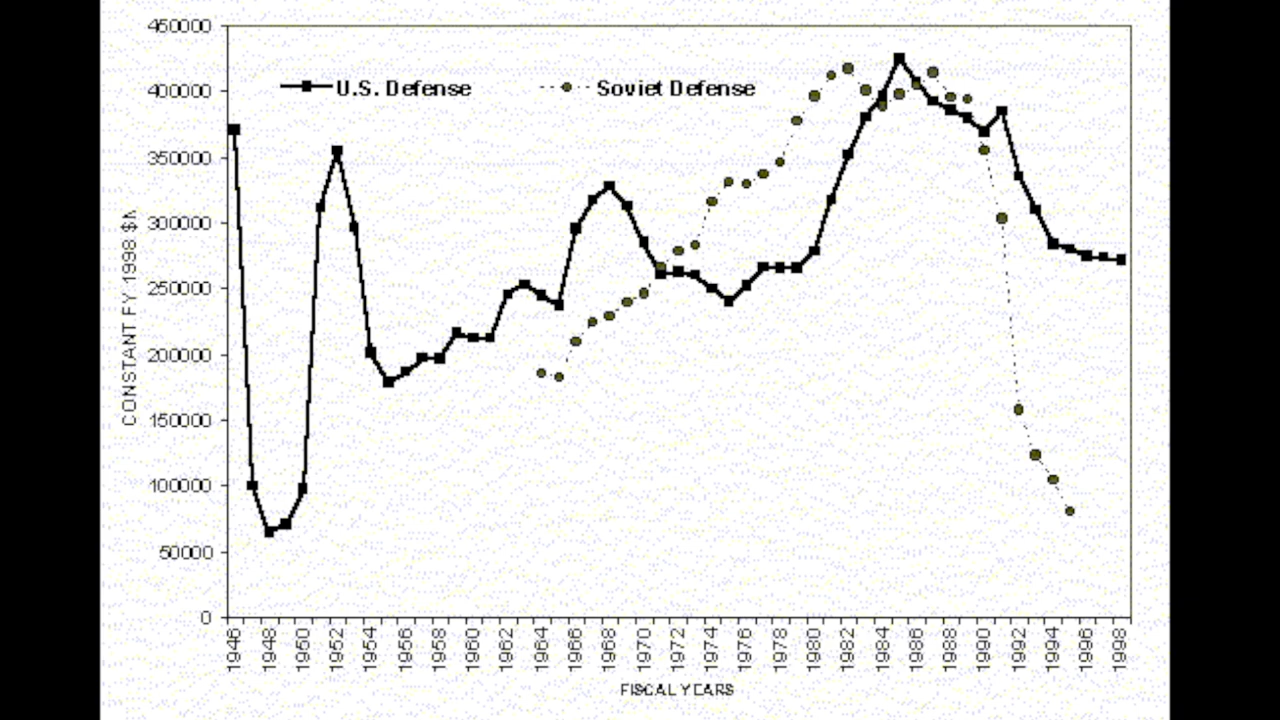 450000
U.S. Defense Soviet Defense
400000
350000
300000
250000
200000
150000
100000
50000
0
CONSTANT FY 1998 $
1946 1948 1950 1952 1954 1956 1958 1960 1962 1964 1966 1968 1970 1972 1974 1976 1978 1980 1982 1984 1986 1988 1990 1992 1994 1996 1998
FISCAL YEARS